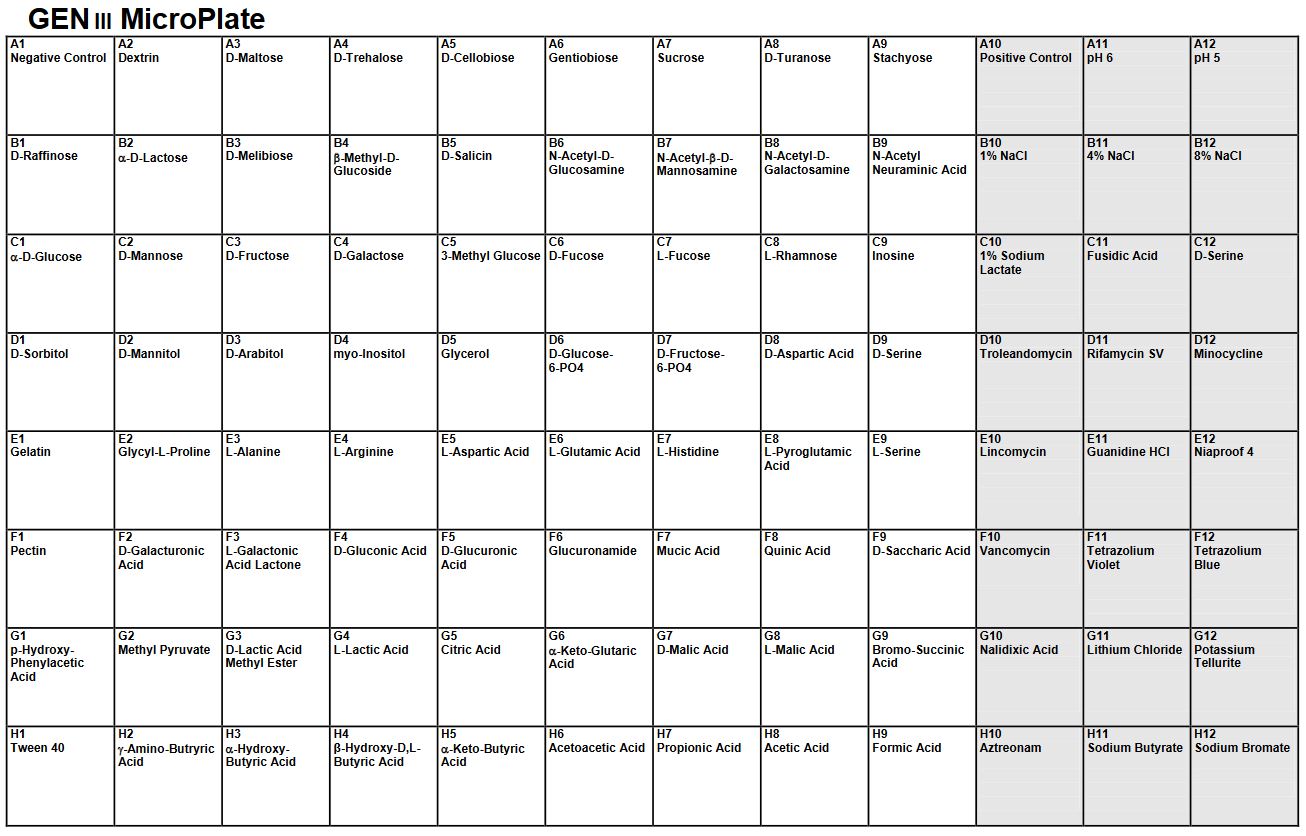 GEN III MicroPlate
A1
Negative Control
A2
Dextrin
A3
D-Maltose
A4
D-Trehalose
A5
D-Cellobiose
A6
Gentiobiose
A7
Sucrose
A8
D-Turanose
A9
Stachyose
A10
Positive Control
A11
pH 6
A12
pH 5
B1
D-Raffinose
B2
α-D-Lactose
B3
D-Melibiose
B4
β-Methyl-D-
Glucoside
B5
D-Salicin
B6
N-Acetyl-D-
Glucosamine
B7
N-Acetyl-β-D-
Mannosamine
B8
N-Acetyl-D-
Galactosamine
B9
N-Acetyl
Neuraminic Acid
B10
1% NaCl
B11
4% NaCl
B12
8% NaCl
C1
α-D-Glucose
C2
D-Mannose
C3
D-Fructose
C4
D-Galactose
C5
3-Methyl Glucose
C6
D-Fucose
C7
L-Fucose
C8
L-Rhamnose
C9
Inosine
C10
1% Sodium
Lactate
C11
Fusidic Acid
C12
D-Serine
D1
D-Sorbitol
D2
D-Mannitol
D3
D-Arabitol
D4
myo-Inositol
D5
Glycerol
D6
D-Glucose-
6-PO4
D7
D-Fructose-
6-PO4
D8
D-Aspartic Acid
D9
D-Serine
D10
Troleandomycin
D11
Rifamycin SV
D12
Minocycline
E1
Gelatin
E2
Glycyl-L-Proline
E3
L-Alanine
E4
L-Arginine
E5
L-Aspartic Acid
E6
L-Glutamic Acid
E7
L-Histidine
E8
L-Pyroglutamic
Acid
E9
L-Serine
E10
Lincomycin
E11
Guanidine HCl
E12
Niaproof 4
F1
Pectin
F2
D-Galacturonic
Acid
F3
L-Galactonic
Acid Lactone
F4
D-Gluconic Acid
F5
D-Glucuronic
Acid
F6
Glucuronamide
F7
Mucic Acid
F8
Quinic Acid
F9
D-Saccharic Acid
F10
Vancomycin
F11
Tetrazolium
Violet
F12
Tetrazolium
Blue
G1
p-Hydroxy-
Phenylacetic
Acid
G2
Methyl Pyruvate
G3
D-Lactic Acid
Methyl Ester
G4
L-Lactic Acid
G5
Citric Acid
G6
α-Keto-Glutaric
Acid
G7
D-Malic Acid
G8
L-Malic Acid
G9
Bromo-Succinic
Acid
G10
Nalidixic Acid
G11
Lithium Chloride
G12
Potassium
Tellurite
H1
Tween 40
H2
γ-Amino-Butryric
Acid
H3
α-Hydroxy-
Butyric Acid
H4
β-Hydroxy-D,L-
Butyric Acid
H5
α-Keto-Butyric
Acid
H6
Acetoacetic Acid
H7
Propionic Acid
H8
Acetic Acid
H9
Formic Acid
H10
Aztreonam
H11
Sodium Butyrate
H12
Sodium Bromate